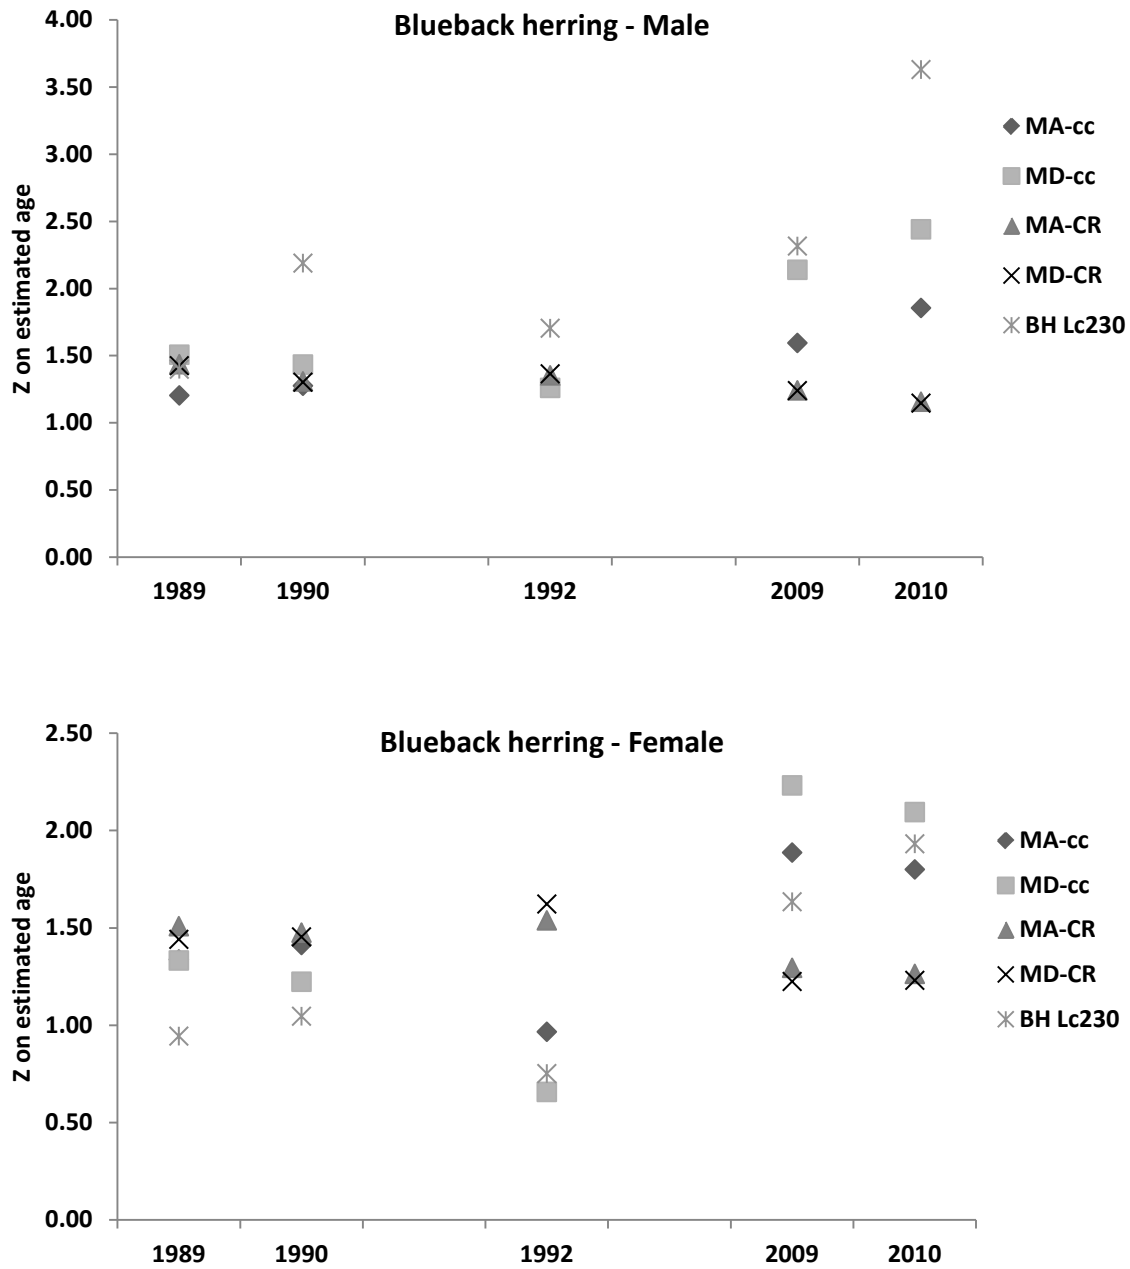 Blueback herring - Male
Z on estimated age
4.00
3.50
3.00
2.50
2.00
1.50
1.00
0.50
0.00
1989
1990
1992
2009
2010
MA-cc
MD-cc
MA-CR
MD-CR
BH Lc230
Blueback herring - Female
Z on estimated age
2.50
2.00
1.50
1.00
0.50
0.00
1989
1990
1992
2009
2010
MA-cc
MD-cc
MA-CR
MD-CR
BH Lc230